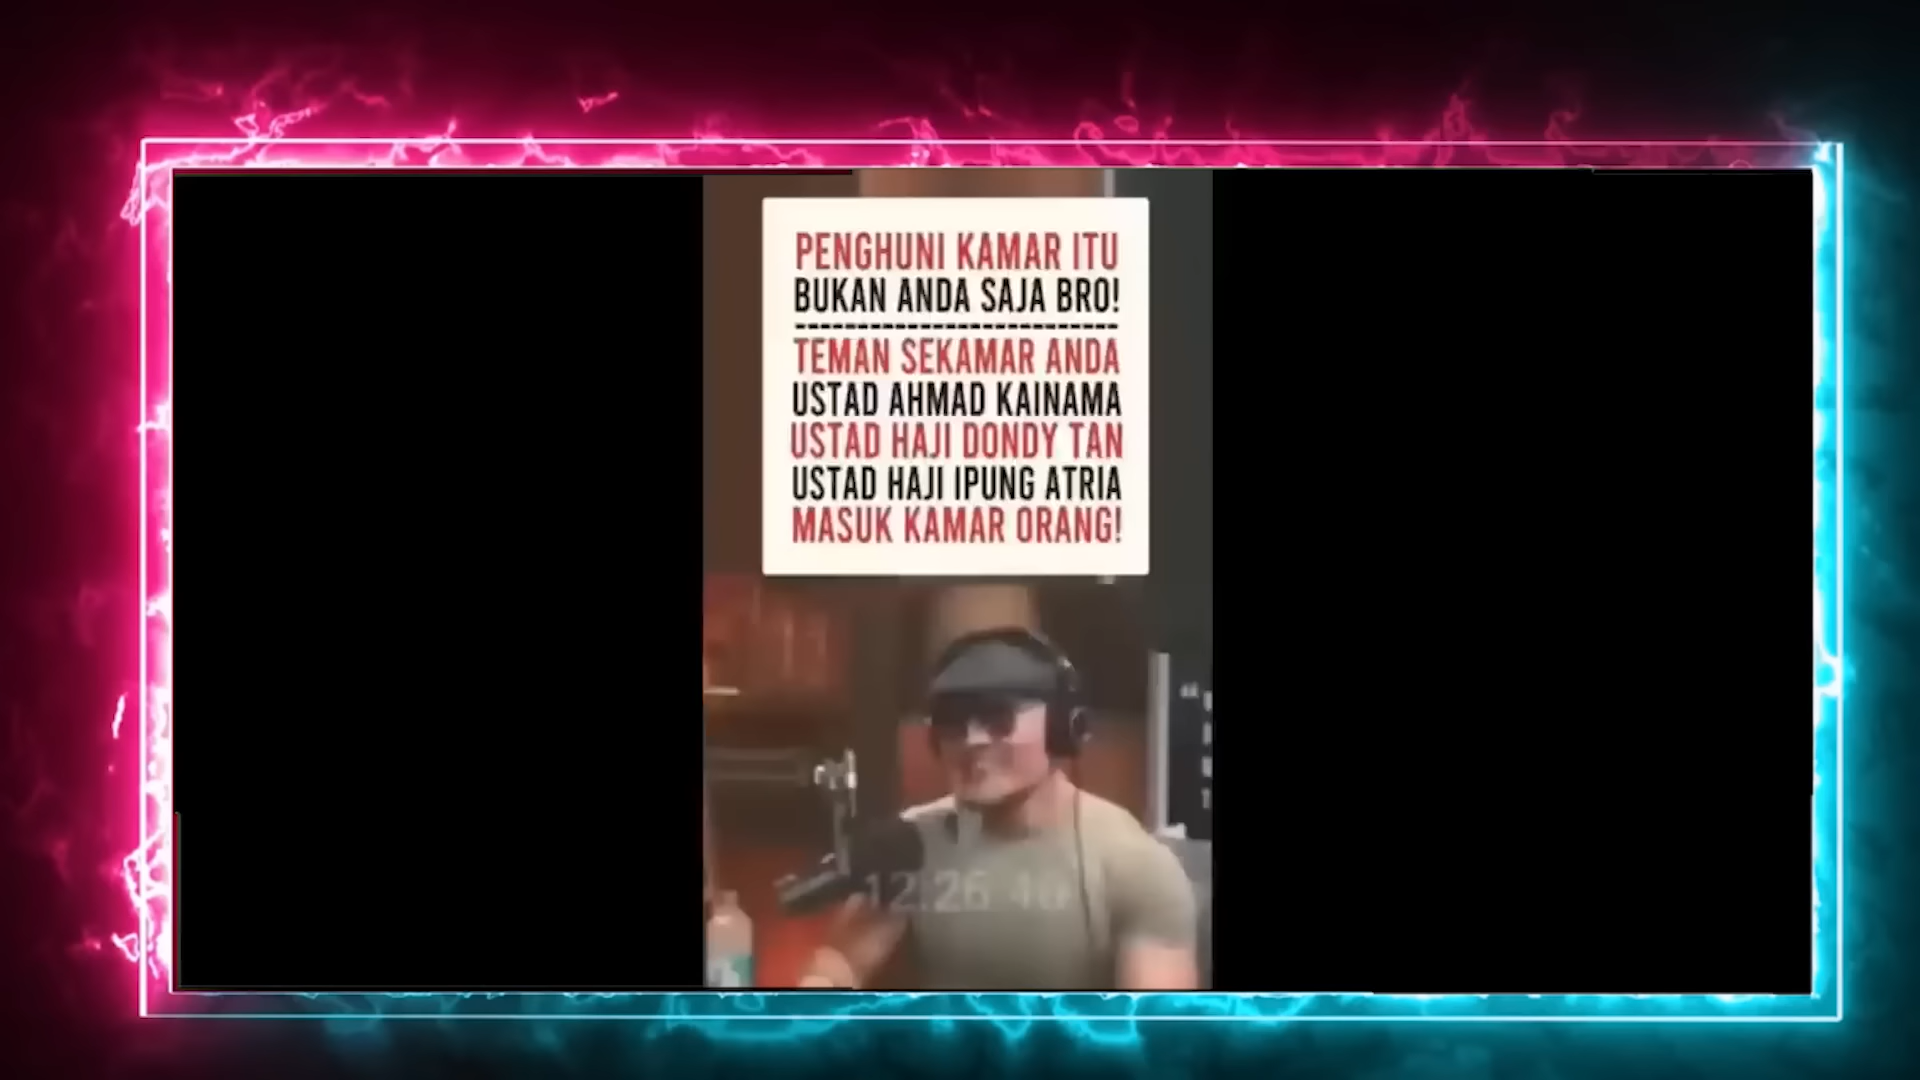 PENGHUNI KAMAR ITU
BUKAN ANDA SAJA BRO!
TEMAN SEKAMAR ANDA
USTAD AHMAD KAINAMA
USTAD HAJI DONDY TAN
USTAD HAJI IPUNG ATRIA
MASUK KAMAR ORANG!
12:26